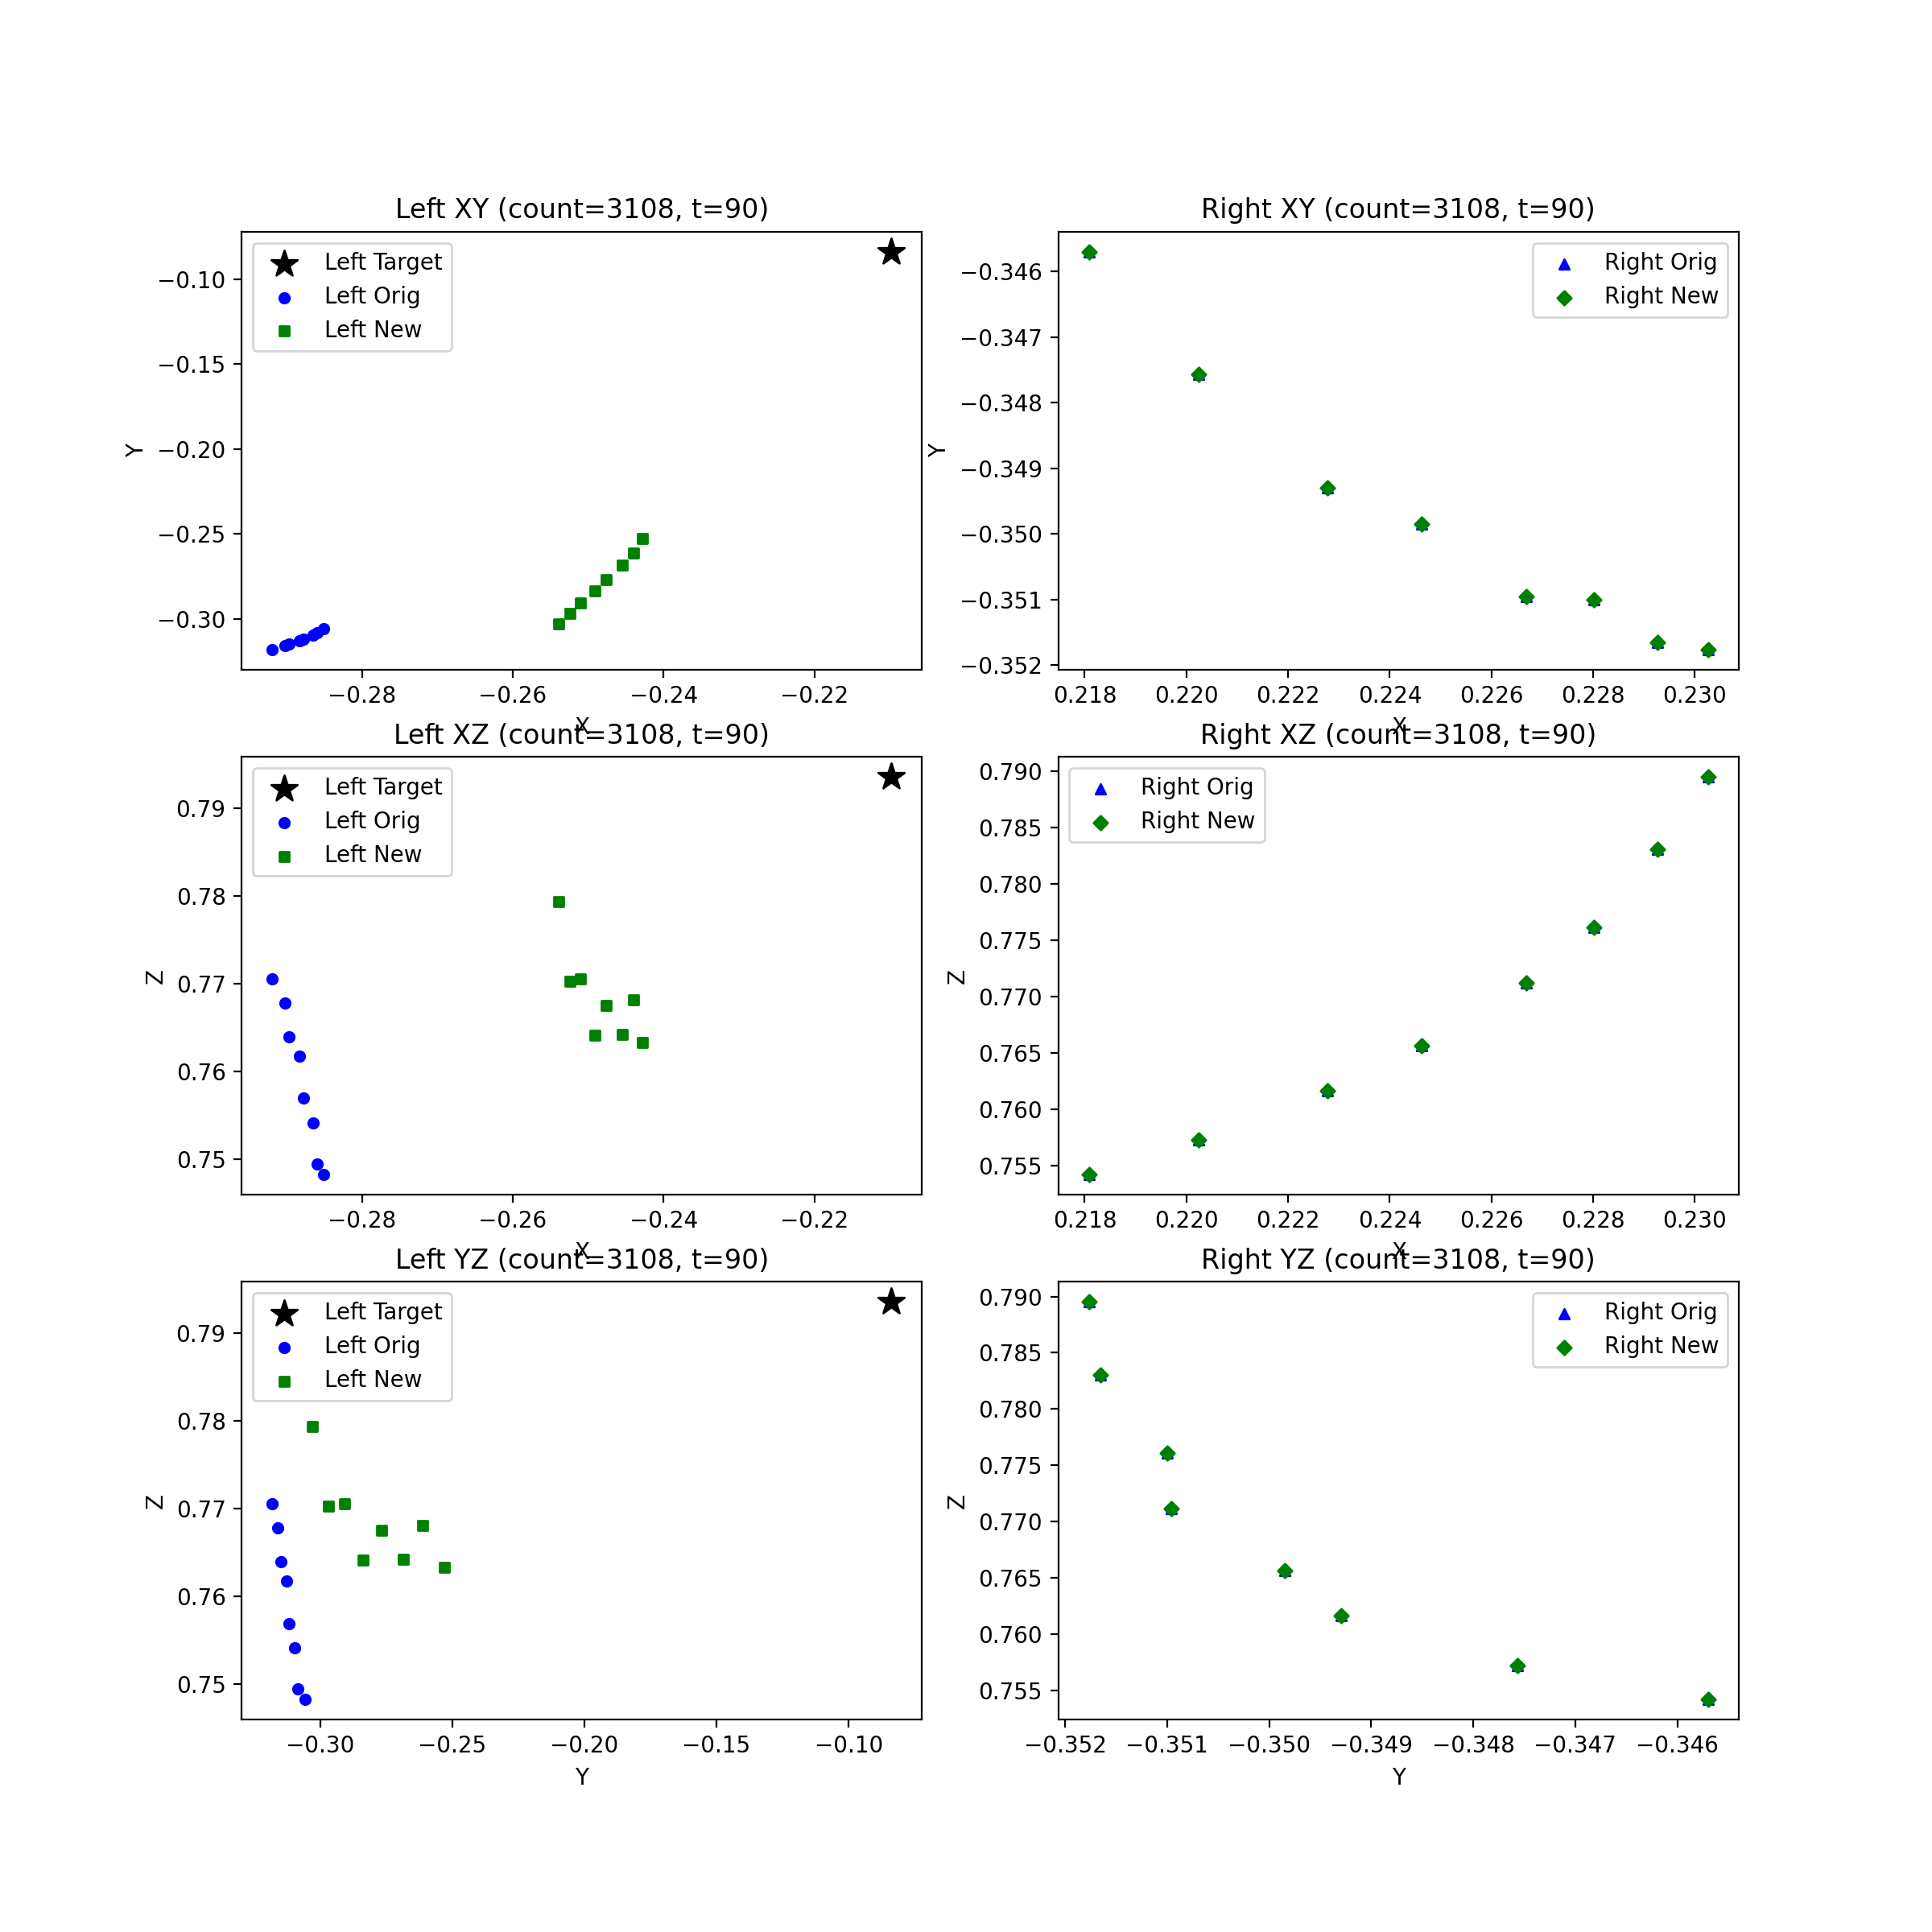 Left XY (count=3108, t=90)
Left Target
Left Orig
Left New
−0.10
−0.15
−0.20
−0.25
−0.30
Y
−0.28
−0.26
−0.24
−0.22
X
Right XY (count=3108, t=90)
Right Orig
Right New
−0.346
−0.347
−0.348
−0.349
−0.350
−0.351
−0.352
Y
0.218
0.220
0.222
0.224
0.226
0.228
0.230
X
Left XZ (count=3108, t=90)
Left Target
Left Orig
Left New
0.79
0.78
0.77
0.76
0.75
Z
−0.28
−0.26
−0.24
−0.22
X
Right XZ (count=3108, t=90)
Right Orig
Right New
0.790
0.785
0.780
0.775
0.770
0.765
0.760
0.755
Z
0.218
0.220
0.222
0.224
0.226
0.228
0.230
X
Left YZ (count=3108, t=90)
Left Target
Left Orig
Left New
0.79
0.78
0.77
0.76
0.75
Z
−0.30
−0.25
−0.20
−0.15
−0.10
Y
Right YZ (count=3108, t=90)
Right Orig
Right New
0.790
0.785
0.780
0.775
0.770
0.765
0.760
0.755
Z
−0.352
−0.351
−0.350
−0.349
−0.348
−0.347
−0.346
Y